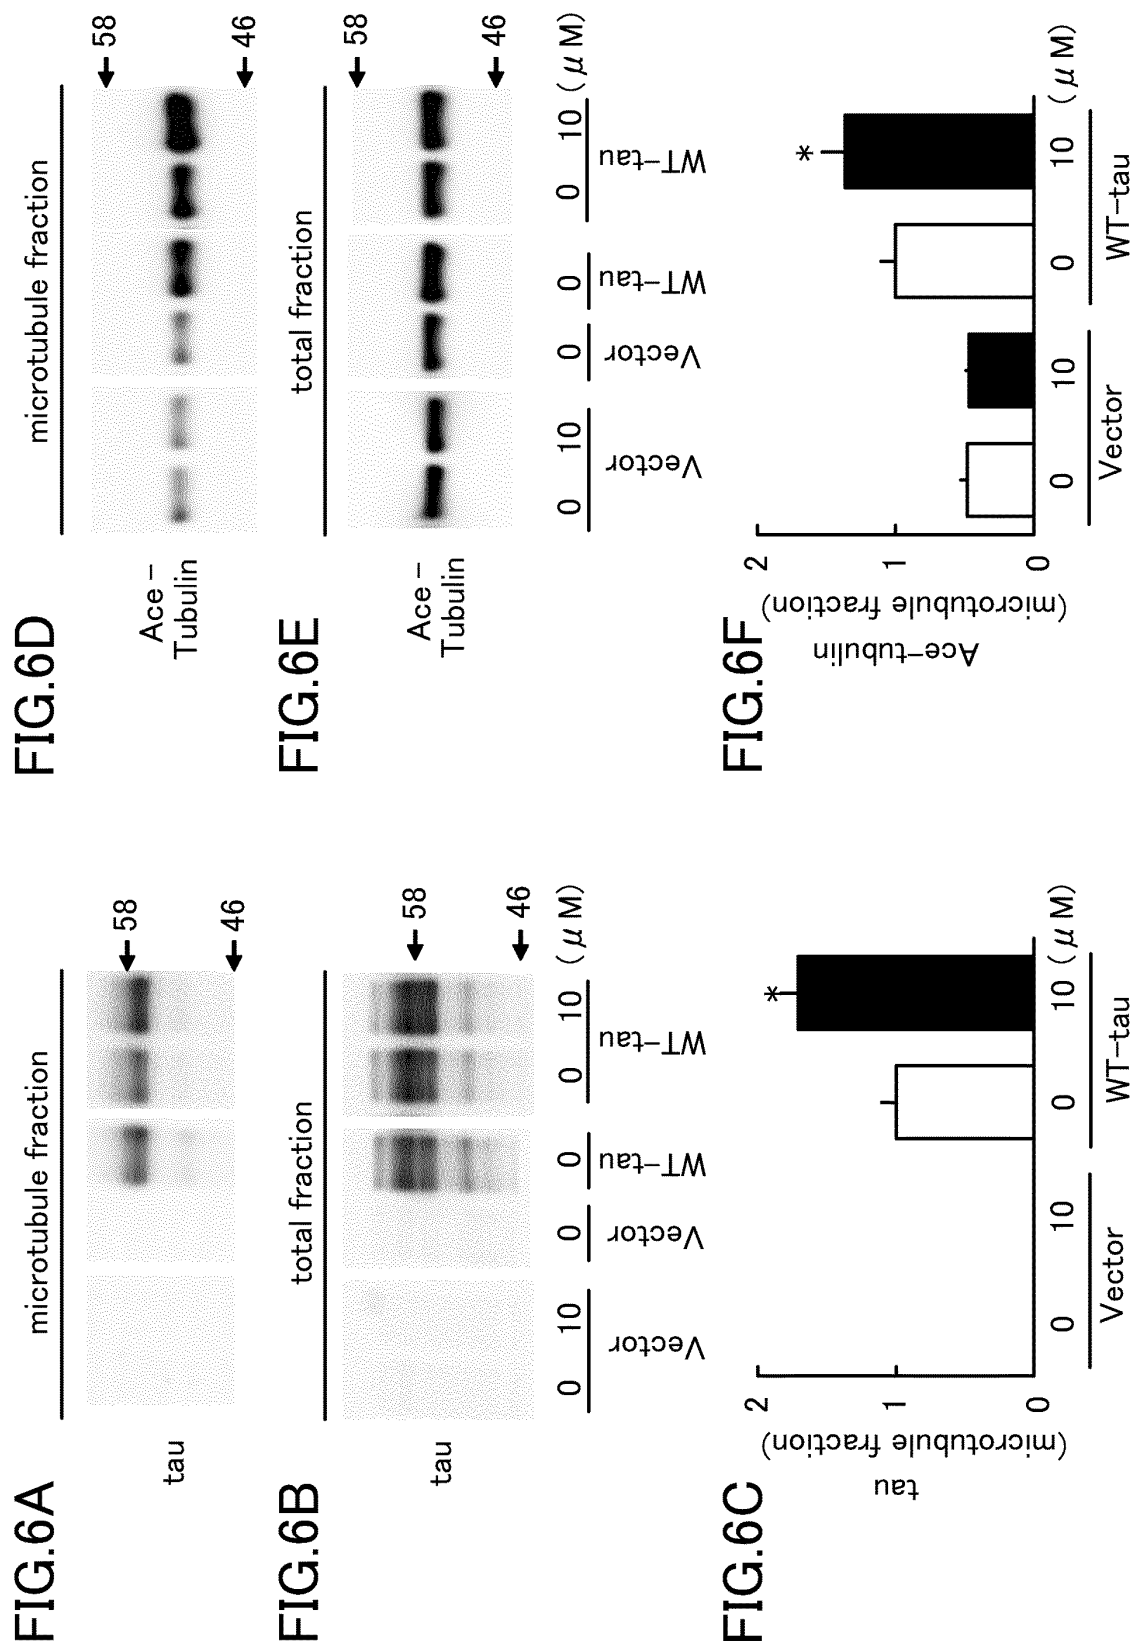 FIG.6A
microtubule fraction
tau
58
46
FIG.6B
total fraction
tau
58
46
0 10 0 0 0 10 (μM)
Vector Vector WT-tau WT-tau
FIG.6C
tau
(microtubule fraction)
2
1
0
*
0 10 0 10 (μM)
Vector WT-tau
FIG.6D
microtubule fraction
Ace-
Tubulin
58
46
FIG.6E
total fraction
Ace-
Tubulin
58
46
0 10 0 0 0 10 (μM)
Vector Vector WT-tau WT-tau
FIG.6F
Ace-tubulin
(microtubule fraction)
2
1
0
*
0 10 0 10 (μM)
Vector WT-tau